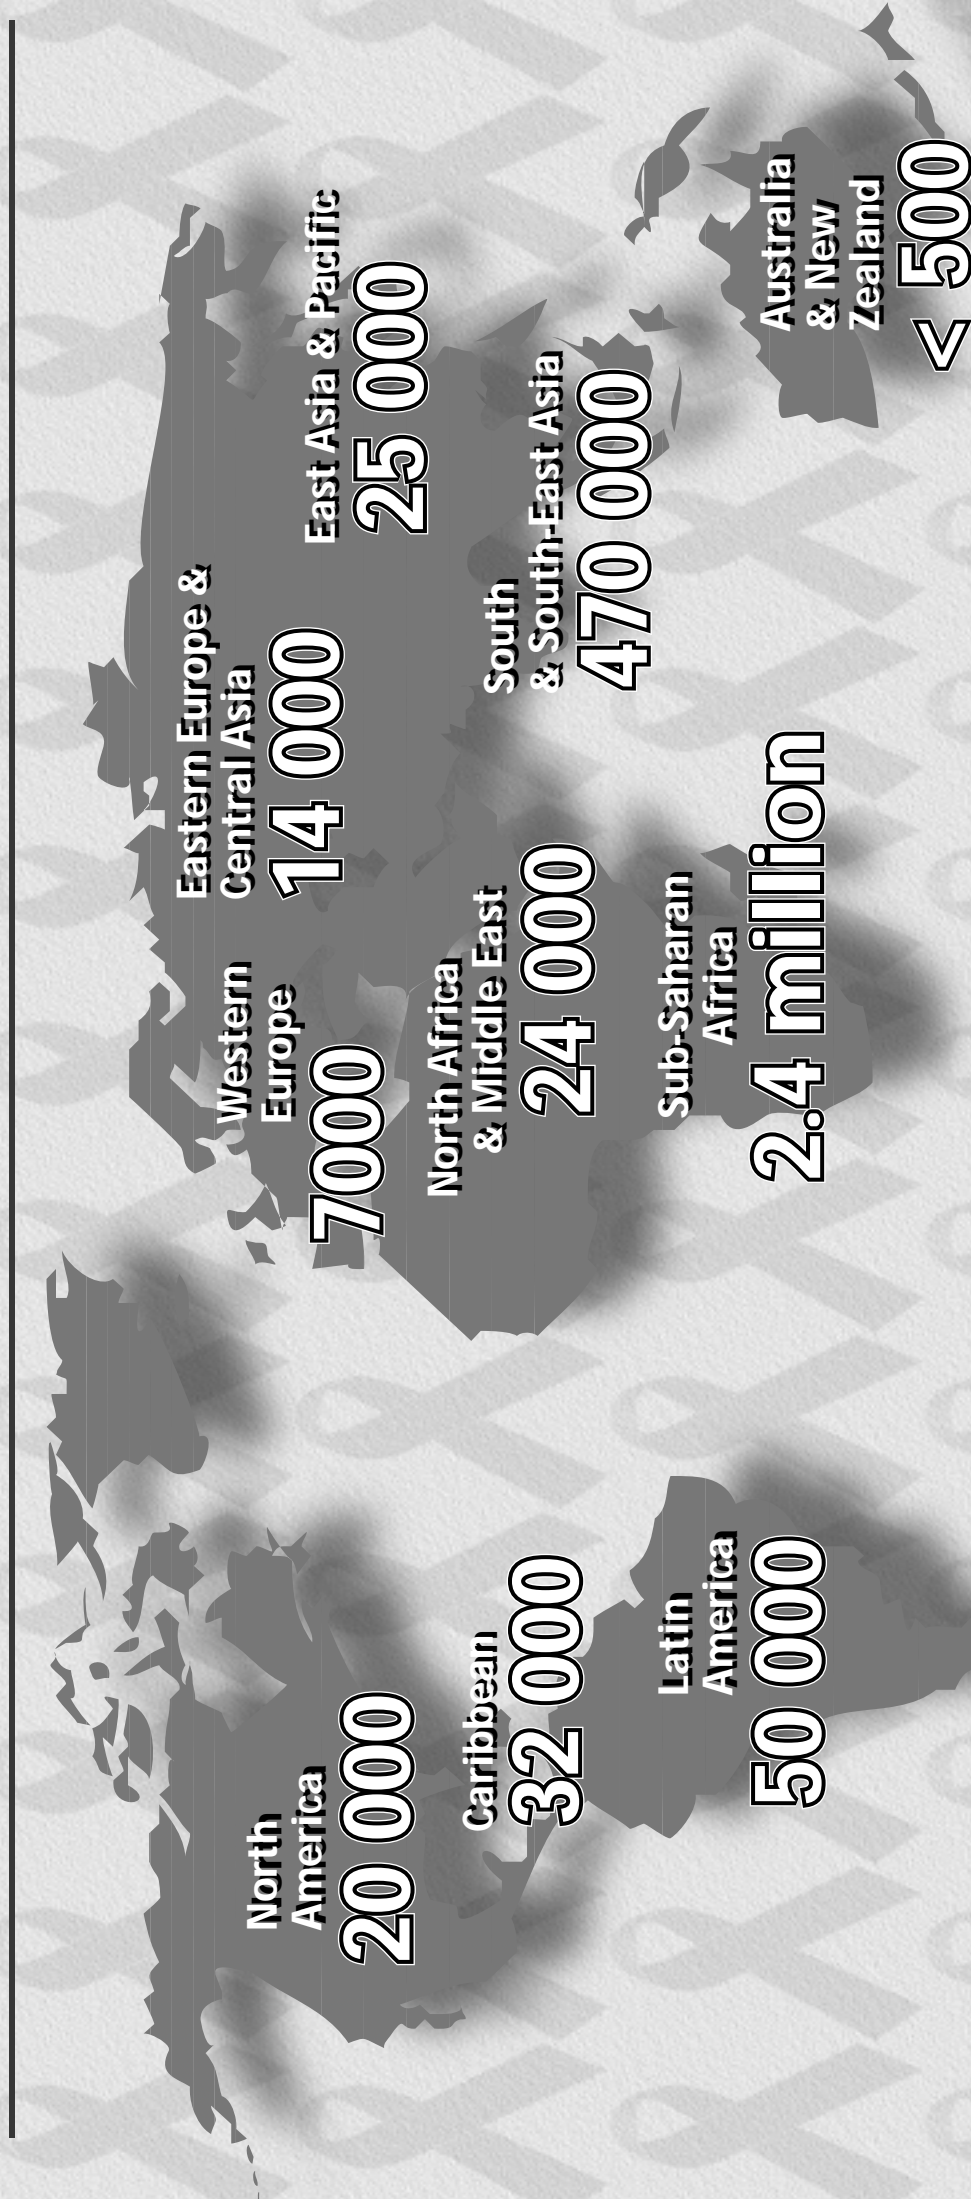 North
America
20 000
Caribbean
32 000
Latin
America
50 000
Western
Europe
7000
North Africa
& Middle East
24 000
Sub-Saharan
Africa
2.4 million
Eastern Europe &
Central Asia
14 000
East Asia & Pacific
25 000
South
& South-East Asia
470 000
Australia
& New
Zealand
< 500